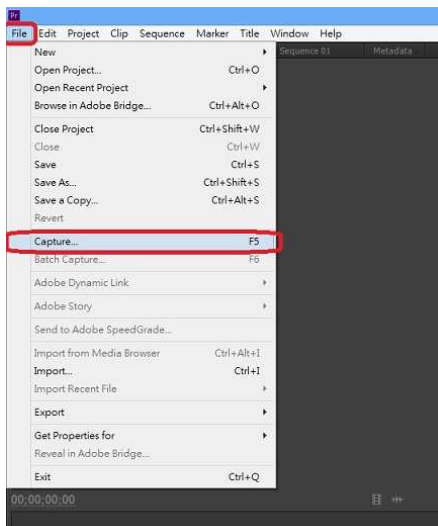 Pr
File Edit Project Clip Sequence Marker Title Window Help
New
Sequence 01 Metadata
Open Project... Ctrl+O
Open Recent Project
Browse in Adobe Bridge... Ctrl+Alt+O
Close Project Ctrl+Shift+W
Close Ctrl+W
Save Ctrl+S
Save As... Ctrl+Shift+S
Save a Copy... Ctrl+Alt+S
Revert
Capture... F5
Batch Capture... F6
Adobe Dynamic Link
Adobe Story
Send to Adobe SpeedGrade...
Import from Media Browser Ctrl+Alt+I
Import... Ctrl+I
Import Recent File
Export
Get Properties for
Reveal in Adobe Bridge...
Exit Ctrl+Q
00;00;00;00